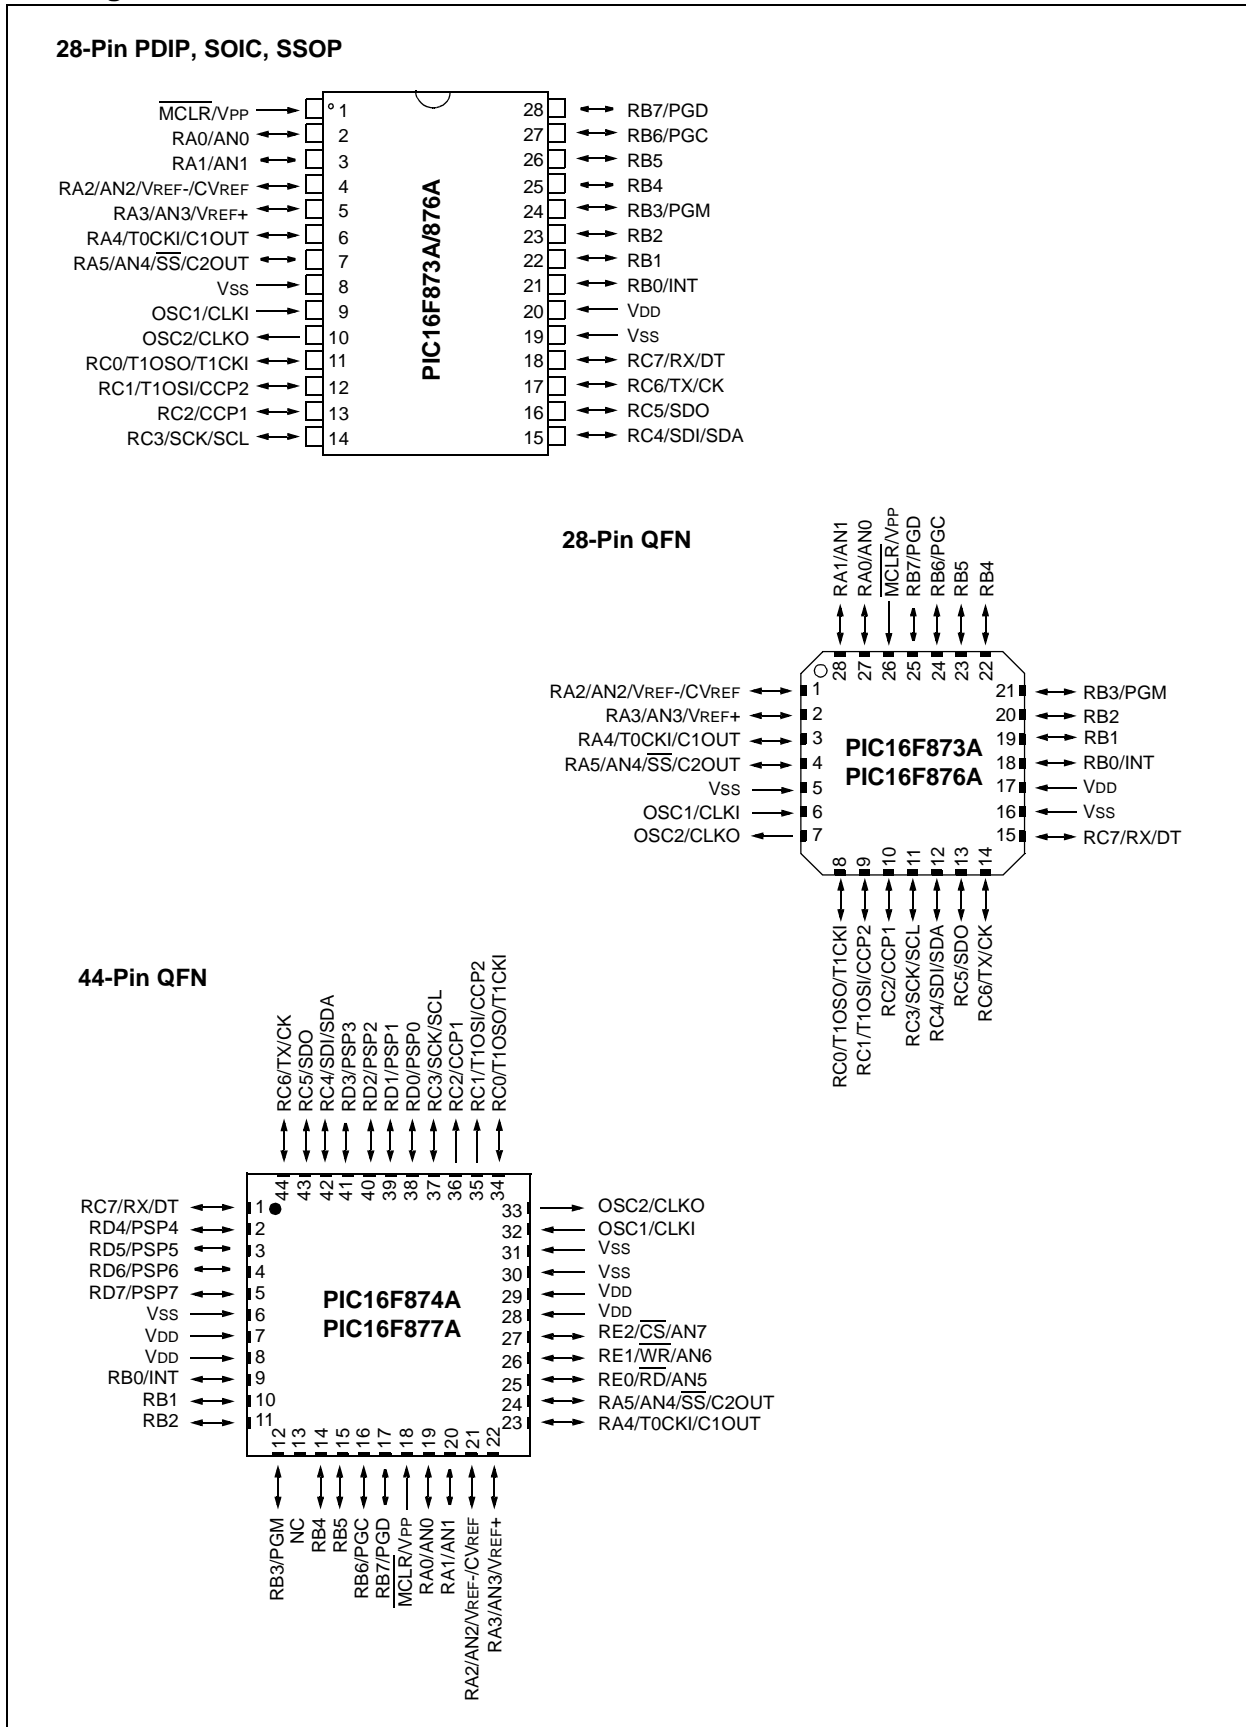 28-Pin PDIP, SOIC, SSOP
MCLR/VPP
RA0/AN0
RA1/AN1
RA2/AN2/VREF-/CVREF
RA3/AN3/VREF+
RA4/T0CKI/C1OUT
RA5/AN4/SS/C2OUT
VSS
OSC1/CLKI
OSC2/CLKO
RC0/T1OSO/T1CKI
RC1/T1OSI/CCP2
RC2/CCP1
RC3/SCK/SCL
1
2
3
4
5
6
7
8
9
10
11
12
13
14
PIC16F873A/876A
28
27
26
25
24
23
22
21
20
19
18
17
16
15
RB7/PGD
RB6/PGC
RB5
RB4
RB3/PGM
RB2
RB1
RB0/INT
VDD
VSS
RC7/RX/DT
RC6/TX/CK
RC5/SDO
RC4/SDI/SDA
28-Pin QFN
RA1/AN1
RA0/AN0
MCLR/VPP
RB7/PGD
RB6/PGC
RB5
RB4
28
27
26
25
24
23
22
RA2/AN2/VREF-/CVREF
RA3/AN3/VREF+
RA4/T0CKI/C1OUT
RA5/AN4/SS/C2OUT
VSS
OSC1/CLKI
OSC2/CLKO
1
2
3
4
5
6
7
PIC16F873A
PIC16F876A
21
20
19
18
17
16
15
RB3/PGM
RB2
RB1
RB0/INT
VDD
VSS
RC7/RX/DT
8
9
10
11
12
13
14
RC0/T1OSO/T1CKI
RC1/T1OSI/CCP2
RC2/CCP1
RC3/SCK/SCL
RC4/SDI/SDA
RC5/SDO
RC6/TX/CK
44-Pin QFN
RC6/TX/CK
RC5/SDO
RC4/SDI/SDA
RD3/PSP3
RD2/PSP2
RD1/PSP1
RD0/PSP0
RC3/SCK/SCL
RC2/CCP1
RC1/T1OSI/CCP2
RC0/T1OSO/T1CKI
44
43
42
41
40
39
38
37
36
35
34
RC7/RX/DT
RD4/PSP4
RD5/PSP5
RD6/PSP6
RD7/PSP7
VSS
VDD
VDD
RB0/INT
RB1
RB2
1
2
3
4
5
6
7
8
9
10
11
PIC16F874A
PIC16F877A
33
32
31
30
29
28
27
26
25
24
23
OSC2/CLKO
OSC1/CLKI
VSS
VSS
VDD
VDD
RE2/CS/AN7
RE1/WR/AN6
RE0/RD/AN5
RA5/AN4/SS/C2OUT
RA4/T0CKI/C1OUT
12
13
14
15
16
17
18
19
20
21
22
RB3/PGM
NC
RB4
RB5
RB6/PGC
RB7/PGD
MCLR/VPP
RA0/AN0
RA1/AN1
RA2/AN2/VREF-/CVREF
RA3/AN3/VREF+